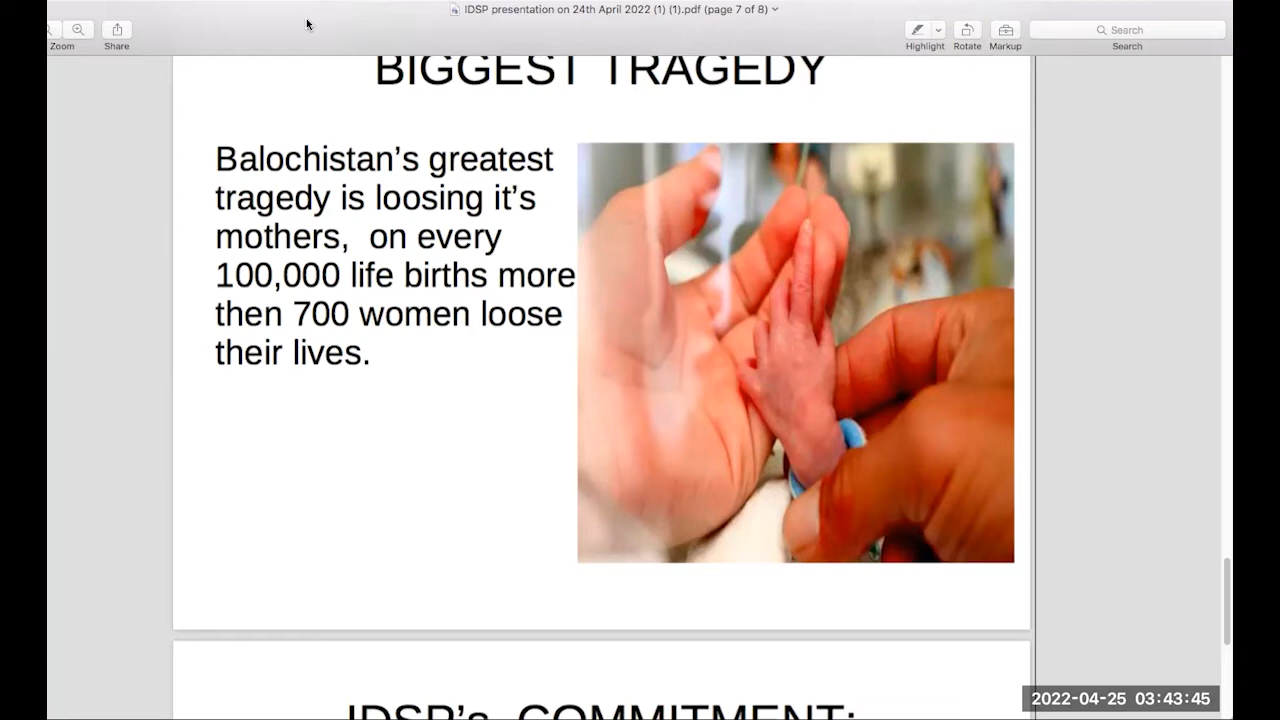 IDSP presentation on 24th April 2022 (1) (1).pdf (page 7 of 8)
Zoom
Share
Highlight
Rotate
Markup
Search
Search
BIGGEST TRAGEDY
Balochistan’s greatest
tragedy is loosing it’s
mothers,  on every
100,000 life births more
then 700 women loose
their lives.
IDSP’s  COMMITMENT:
2022-04-25 03:43:45